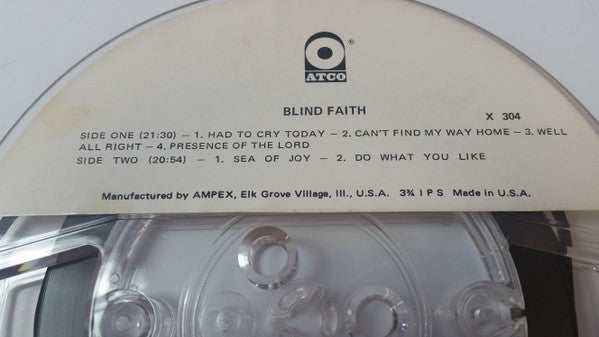 ®
ATCO
BLIND FAITH
X 304
SIDE ONE (21:30) – 1. HAD TO CRY TODAY – 2. CAN'T FIND MY WAY HOME – 3. WELL
ALL RIGHT – 4. PRESENCE OF THE LORD
SIDE TWO (20:54) – 1. SEA OF JOY – 2. DO WHAT YOU LIKE
Manufactured by AMPEX, Elk Grove Village, Ill., U.S.A. 3¾ I P S Made in U.S.A.